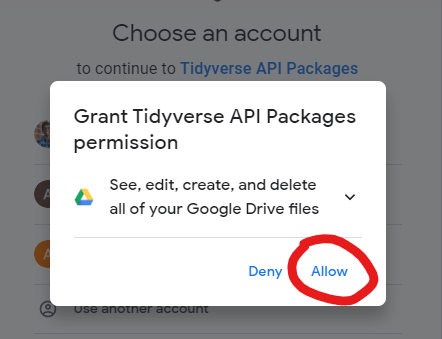 Choose an account
to continue to Tidyverse API Packages
Grant Tidyverse API Packages
permission
See, edit, create, and delete
all of your Google Drive files
Deny Allow
Use another account